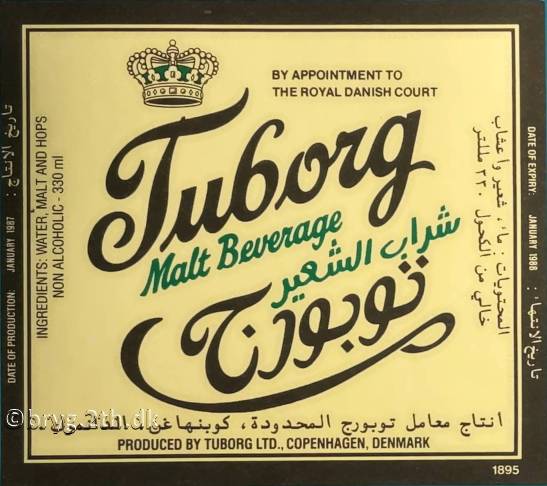 BY APPOINTMENT TO
THE ROYAL DANISH COURT
Tuborg
Malt Beverage
شراب الشعير
توبورج
INGREDIENTS: WATER, MALT AND HOPS
NON ALCOHOLIC - 330 ml
المحتويات: ماء، شعير واعشاب
خالي من الكحول ٣٣٠ مللتر
DATE OF PRODUCTION: JANUARY 1987 تاريخ الانتاج:
DATE OF EXPIRY: JANUARY 1988 تاريخ الانتهاء:
أنتاج معامل توبورج المحدودة، كوبنهاغن،
PRODUCED BY TUBORG LTD., COPENHAGEN, DENMARK
1895
©bryg.2th.dk